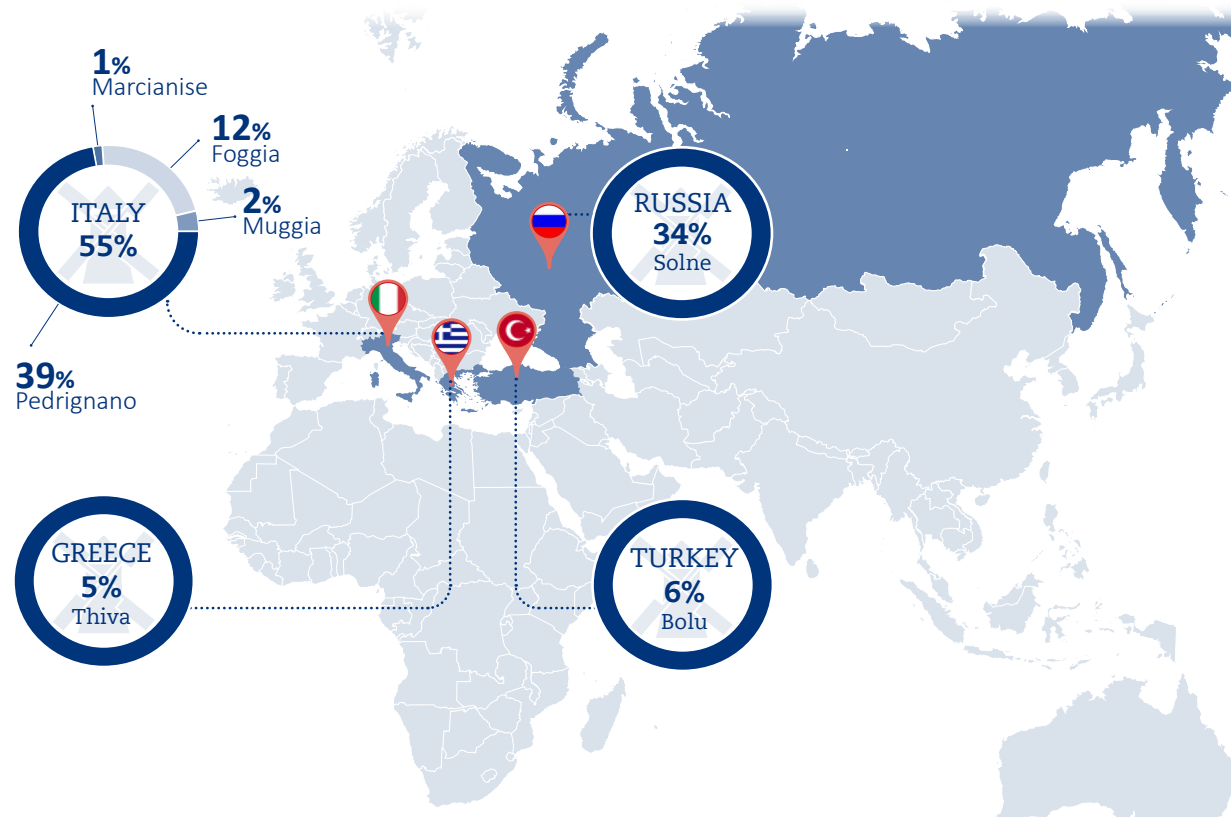 1%
Marcianise
12%
Foggia
2%
Muggia
ITALY
55%
39%
Pedrignano
RUSSIA
34%
Solne
GREECE
5%
Thiva
TURKEY
6%
Bolu